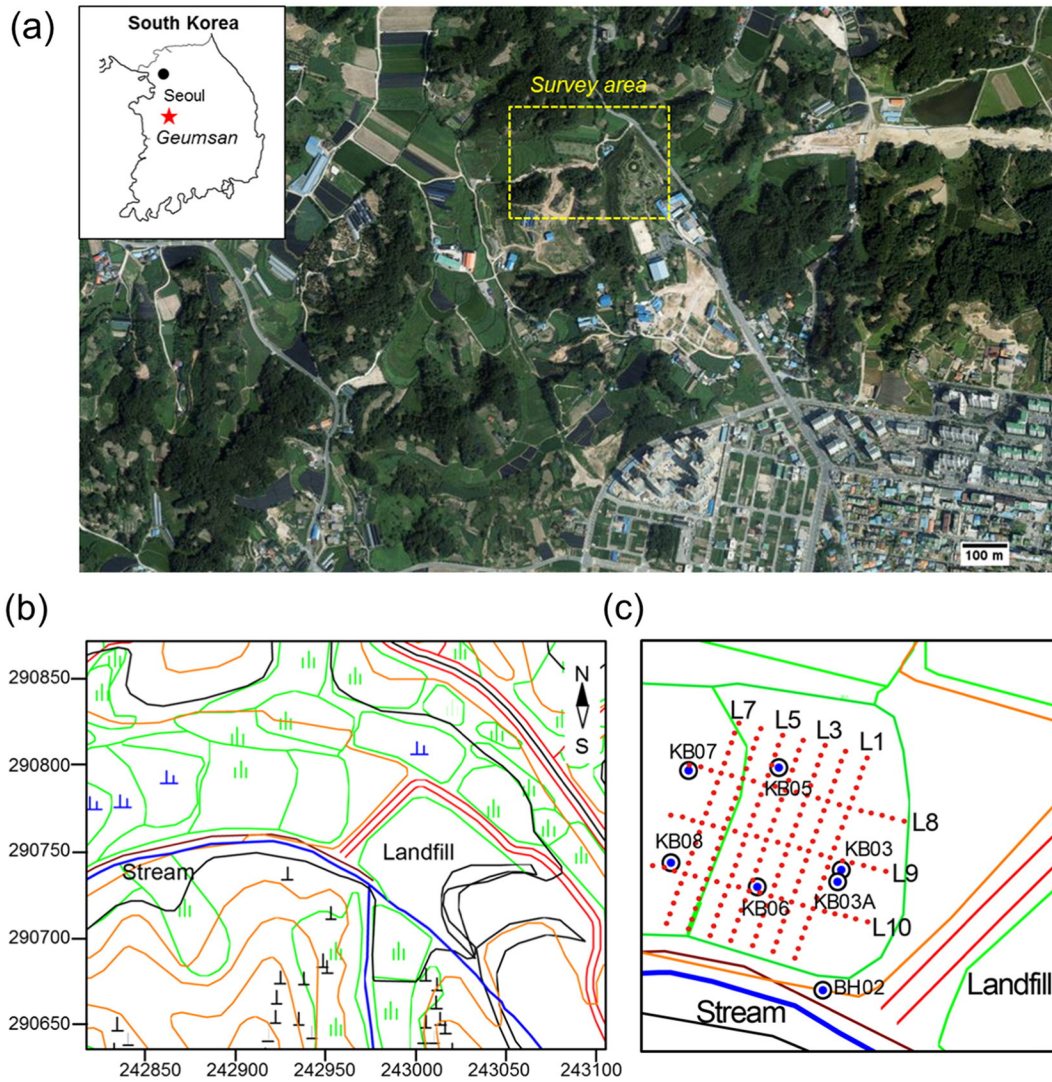 (a)
South Korea
Seoul
Geumsan
Survey area
100 m
(b)
290850
290800
290750
290700
290650
242850
242900
242950
243000
243050
243100
N
S
Landfill
Stream
(c)
L7
L5
L3
L1
KB07
KB05
L8
KB08
KB03
L9
KB06
KB03A
L10
BH02
Stream
Landfill